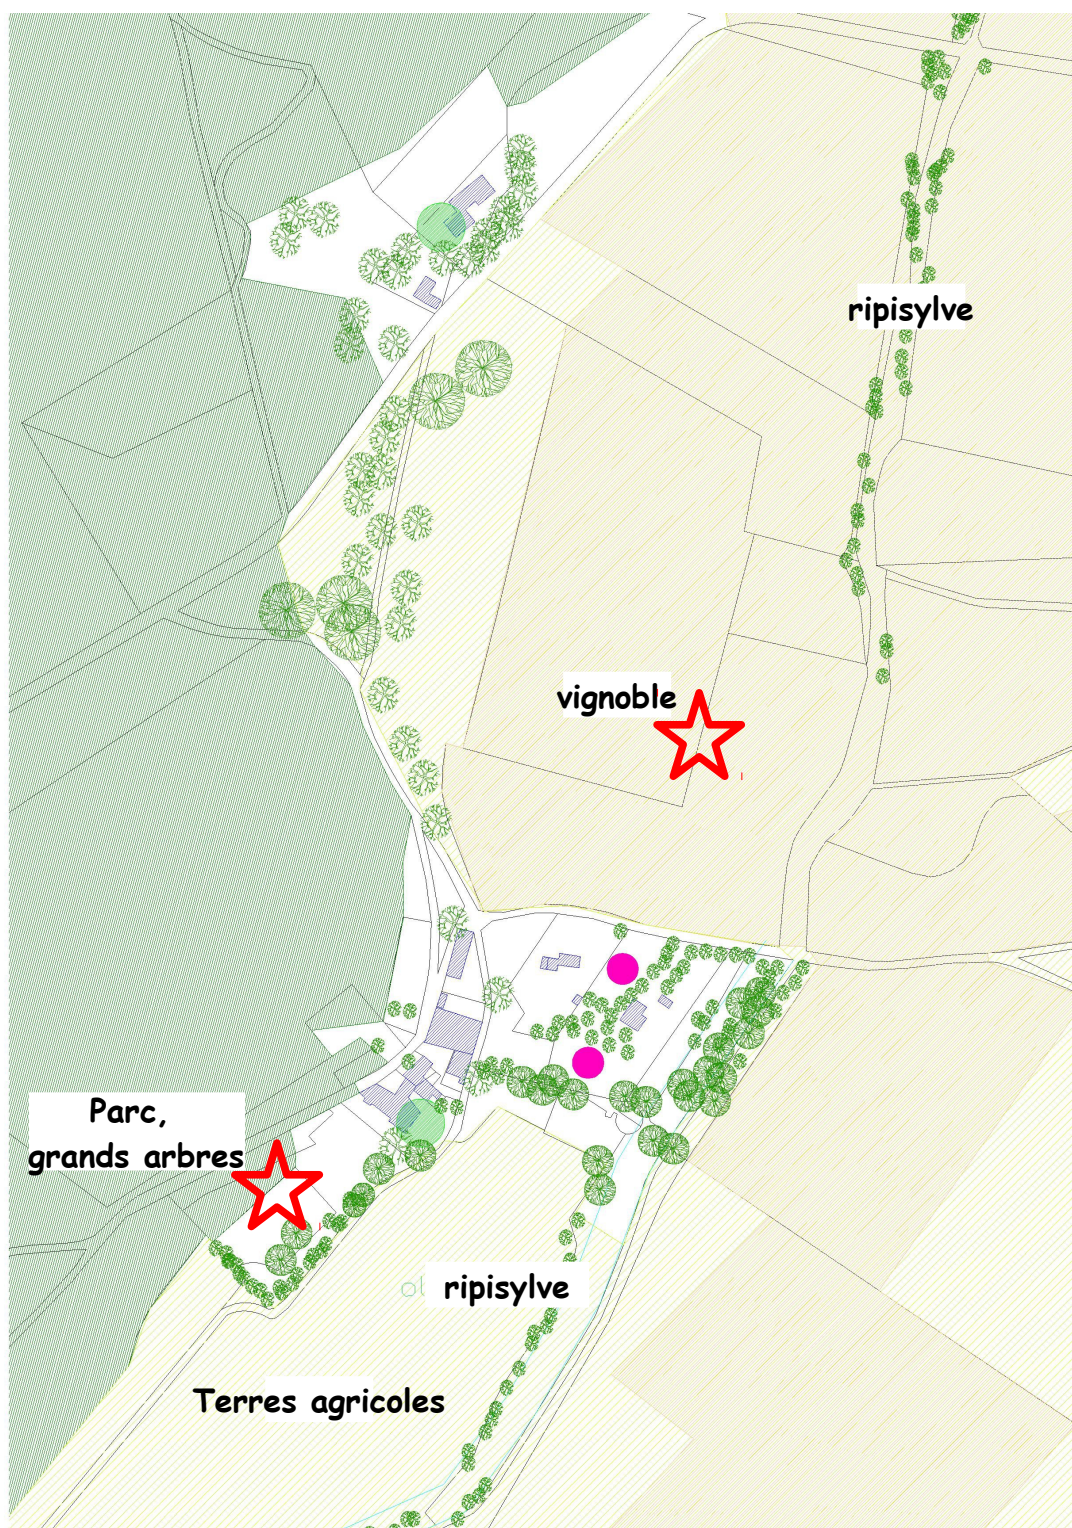 ripisylve
vignoble
Parc,
grands arbres
ripisylve
Terres agricoles